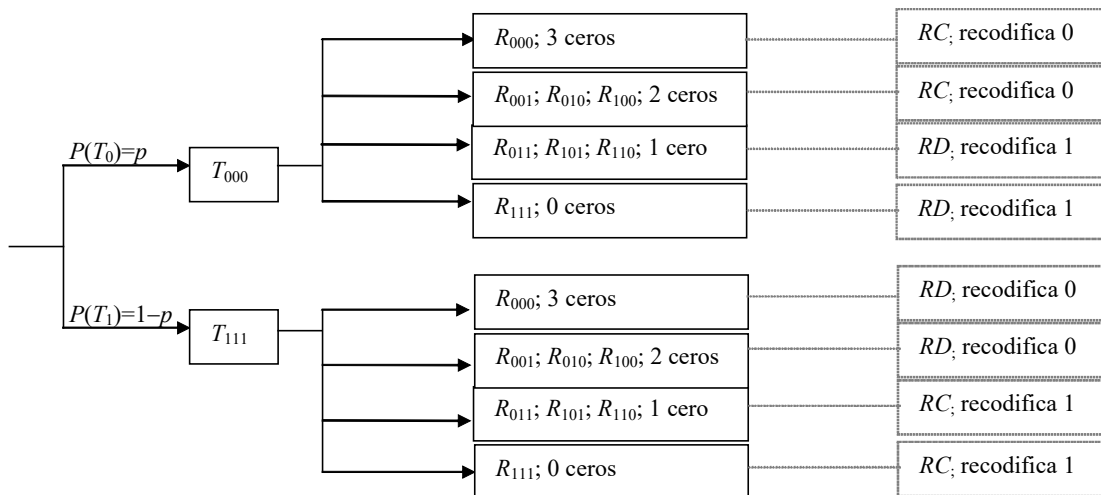 R000; 3 ceros
RC; recodifica 0
R001; R010; R100; 2 ceros
RC; recodifica 0
P(T0)=p
T000
R011; R101; R110; 1 cero
RD; recodifica 1
R111; 0 ceros
RD; recodifica 1
P(T1)=1–p
T111
R000; 3 ceros
RD; recodifica 0
R001; R010; R100; 2 ceros
RD; recodifica 0
R011; R101; R110; 1 cero
RC; recodifica 1
R111; 0 ceros
RC; recodifica 1